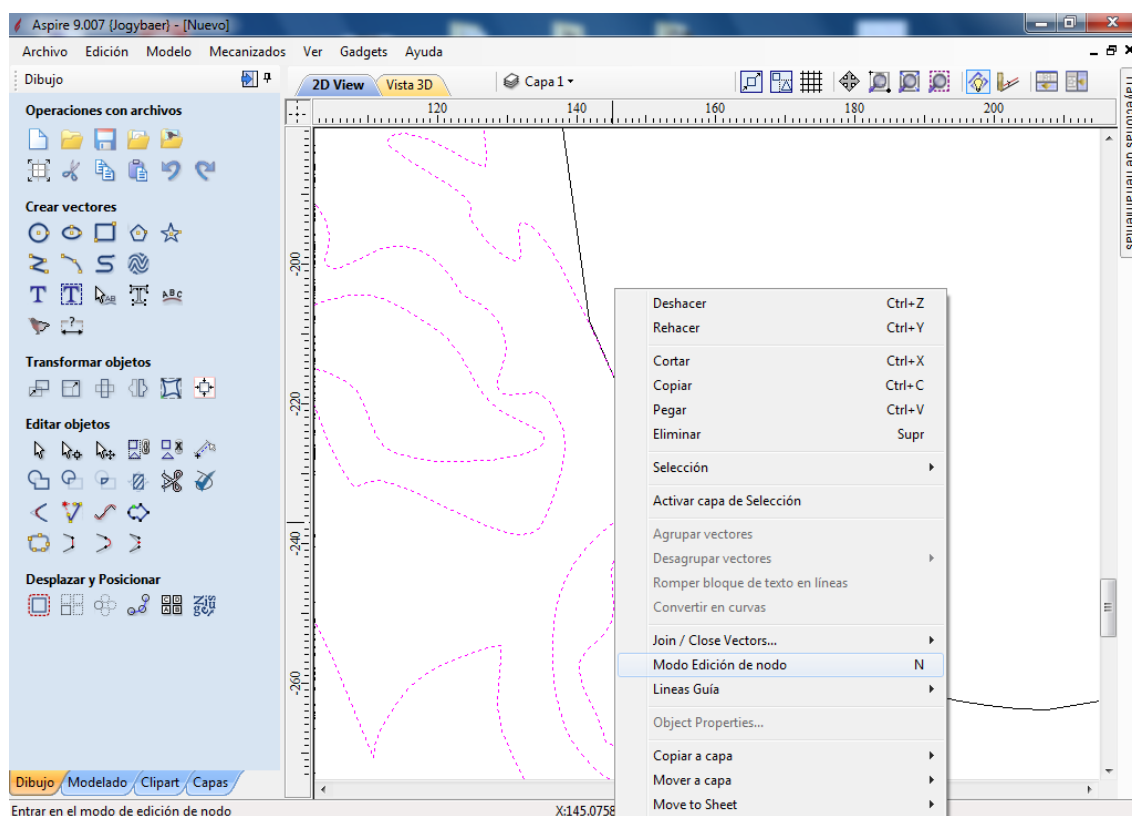 Aspire 9.007 {Jogybaer} - [Nuevo]
Archivo Edición Modelo Mecanizados Ver Gadgets Ayuda
Dibujo
2D View Vista 3D Capa 1
Operaciones con archivos
Crear vectores
Transformar objetos
Editar objetos
Desplazar y Posicionar
Dibujo Modelado Clipart Capas
Entrar en el modo de edición de nodo
X:145.0758
120 140 160 180 200
-200
-220
-240
-260
Deshacer Ctrl+Z
Rehacer Ctrl+Y
Cortar Ctrl+X
Copiar Ctrl+C
Pegar Ctrl+V
Eliminar Supr
Selección
Activar capa de Selección
Agrupar vectores
Desagrupar vectores
Romper bloque de texto en líneas
Convertir en curvas
Join / Close Vectors...
Modo Edición de nodo N
Lineas Guía
Object Properties...
Copiar a capa
Mover a capa
Move to Sheet
Trayectorias de herramientas